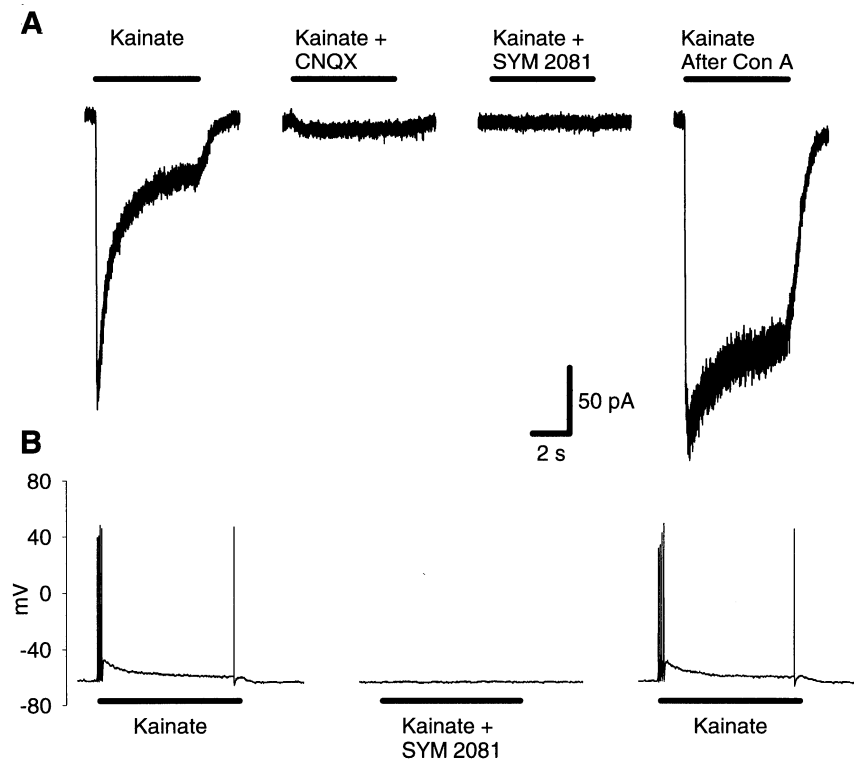 A
Kainate
Kainate +
CNQX
Kainate +
SYM 2081
Kainate
After Con A
50 pA
2 s
B
80
40
0
-40
-80
mV
Kainate
Kainate +
SYM 2081
Kainate